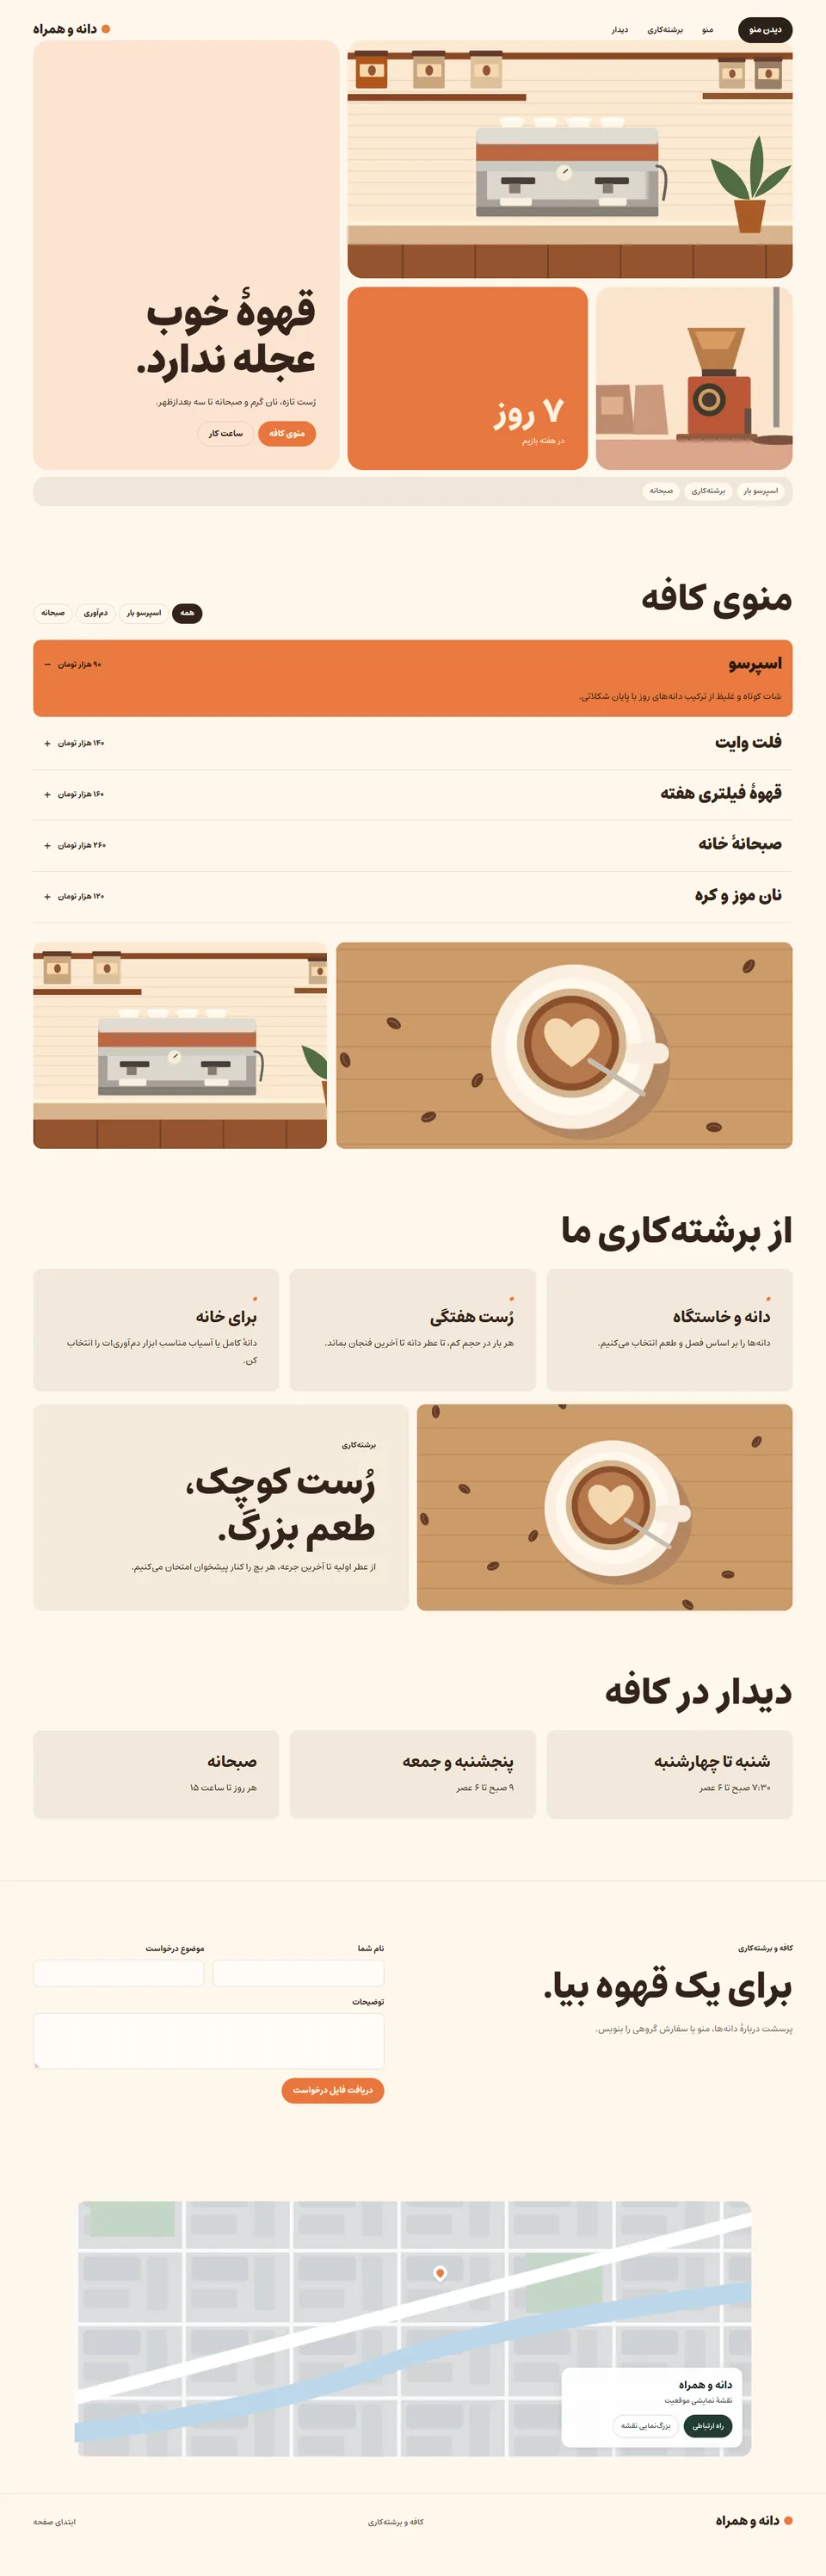 دانه و همراه
منو
برشته‌کاری
دیدار
دیدن منو
قهوهٔ خوب
عجله ندارد.
رُست تازه، نان گرم و صبحانه تا سه بعدازظهر.
منوی کافه
ساعت کار
۷ روز
در هفته بازیم
اسپرسو بار
برشته‌کاری
صبحانه
منوی کافه
همه
اسپرسو بار
دم‌آوری
صبحانه
اسپرسو
۹۰ هزار تومان −
شات کوتاه و غلیظ از ترکیب دانه‌های روز با پایان شکلاتی.
فلت وایت
۱۴۰ هزار تومان +
قهوهٔ فیلتری هفته
۱۶۰ هزار تومان +
صبحانهٔ خانه
۲۶۰ هزار تومان +
نان موز و کره
۱۲۰ هزار تومان +
از برشته‌کاری ما
دانه و خاستگاه
دانه‌ها را بر اساس فصل و طعم انتخاب می‌کنیم.
رُست هفتگی
هر بار در حجم کم، تا عطر دانه تا آخرین فنجان بماند.
برای خانه
دانهٔ کامل یا آسیاب مناسب ابزار دم‌آوری‌ات را انتخاب
کن.
برشته‌کاری
رُست کوچک،
طعم بزرگ.
از عطر اولیه تا آخرین جرعه، هر بچ را کنار پیشخوان امتحان می‌کنیم.
دیدار در کافه
شنبه تا چهارشنبه
۷:۳۰ صبح تا ۶ عصر
پنجشنبه و جمعه
۹ صبح تا ۶ عصر
صبحانه
هر روز تا ساعت ۱۵
کافه و برشته‌کاری
برای یک قهوه بیا.
پرسشت دربارهٔ دانه‌ها، منو یا سفارش گروهی را بنویس.
نام شما
موضوع درخواست
توضیحات
دریافت فایل درخواست
دانه و همراه
نقشهٔ نمایشی موقعیت
راه ارتباطی
بزرگ‌نمایی نقشه
دانه و همراه
کافه و برشته‌کاری
ابتدای صفحه